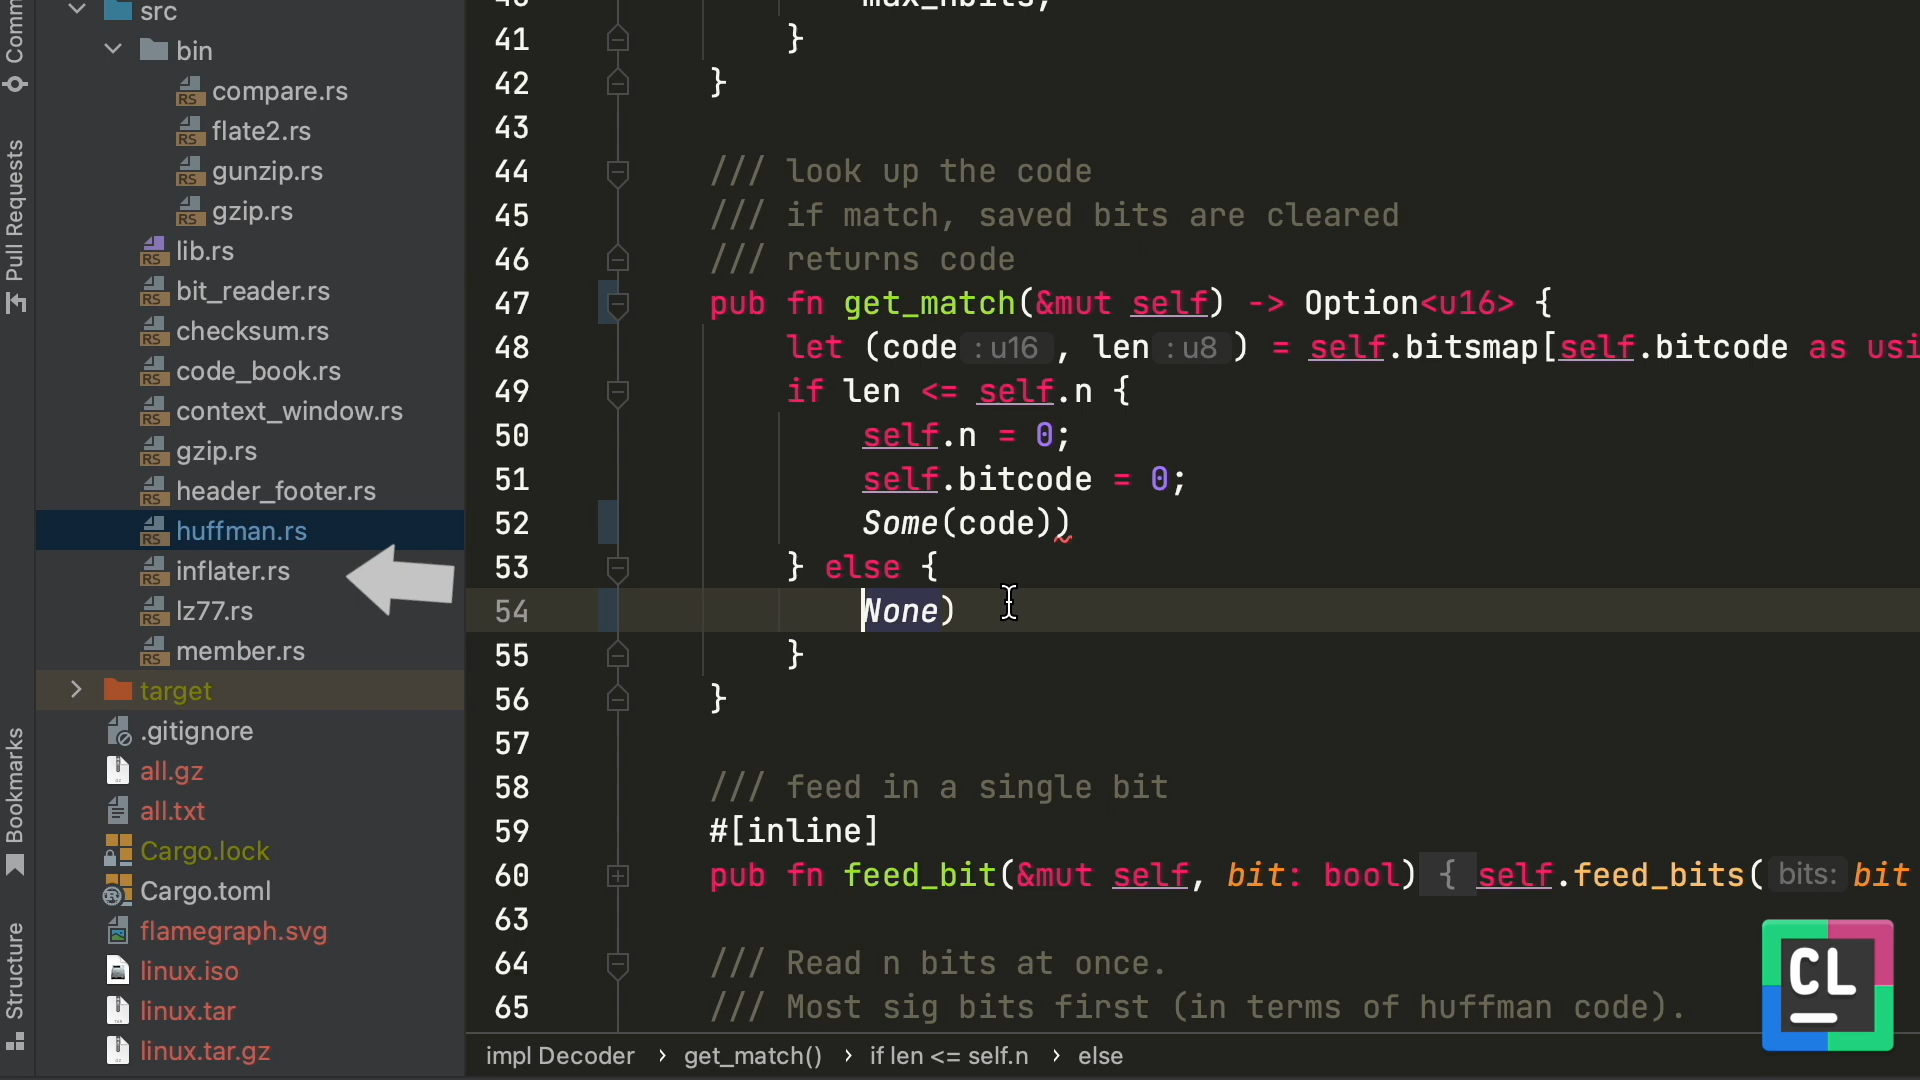 Comm
Pull Requests
Bookmarks
Structure
src
bin
compare.rs
flate2.rs
gunzip.rs
gzip.rs
lib.rs
bit_reader.rs
checksum.rs
code_book.rs
context_window.rs
gzip.rs
header_footer.rs
huffman.rs
inflater.rs
lz77.rs
member.rs
target
.gitignore
all.gz
all.txt
Cargo.lock
Cargo.toml
flamegraph.svg
linux.iso
linux.tar
linux.tar.gz
40 max_nbits,
41 }
42 }
43
44 /// look up the code
45 /// if match, saved bits are cleared
46 /// returns code
47 pub fn get_match(&mut self) -> Option<u16> {
48 let (code : u16 , len : u8 ) = self.bitsmap[self.bitcode as usi
49 if len <= self.n {
50 self.n = 0;
51 self.bitcode = 0;
52 Some(code))
53 } else {
54 None)
55 }
56 }
57
58 /// feed in a single bit
59 #[inline]
60 pub fn feed_bit(&mut self, bit: bool) { self.feed_bits( bits: bit
63
64 /// Read n bits at once.
65 /// Most sig bits first (in terms of huffman code).
impl Decoder › get_match() › if len <= self.n › else
CL